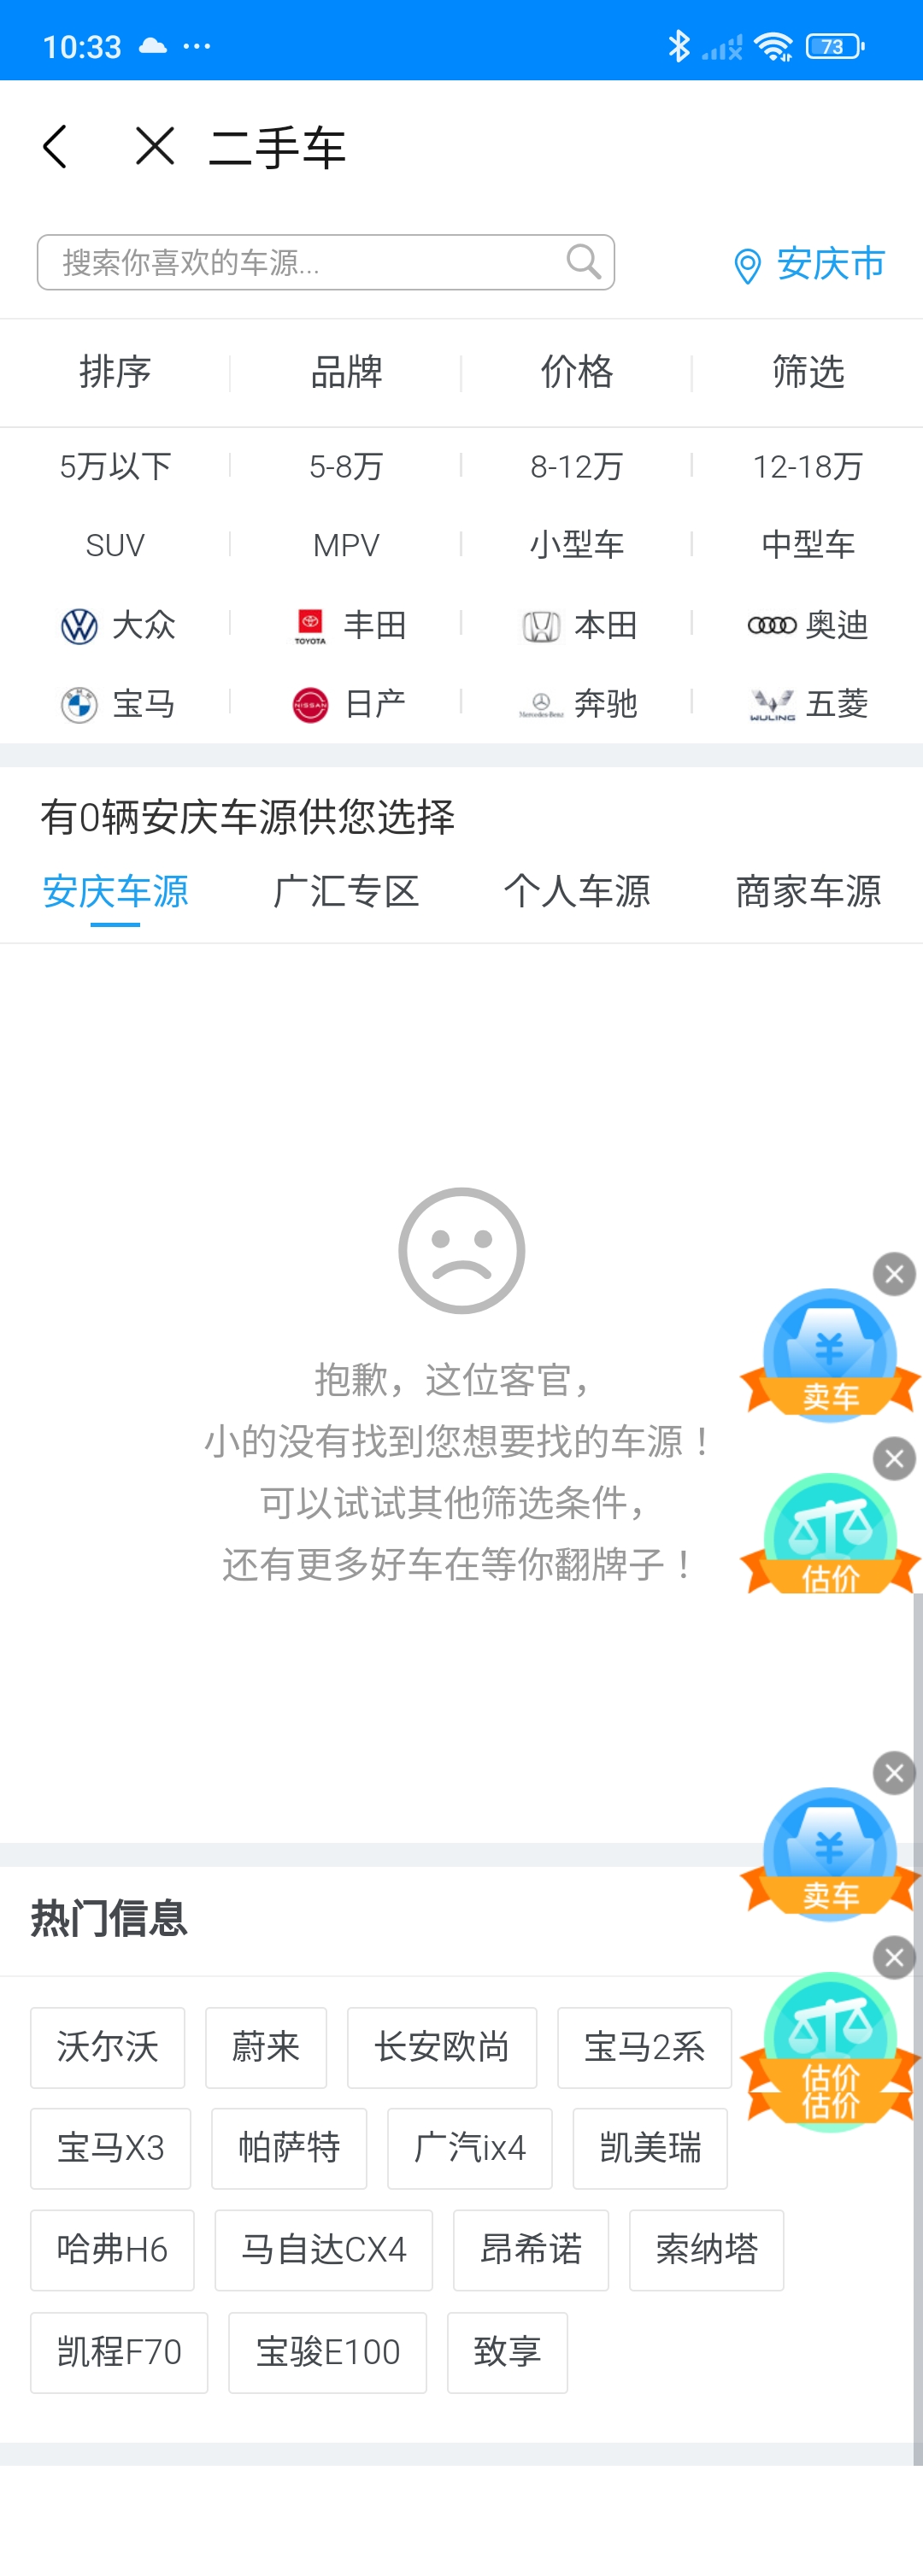 10:33
73
二手车
搜索你喜欢的车源...
安庆市
排序 品牌 价格 筛选
5万以下 5-8万 8-12万 12-18万
SUV MPV 小型车 中型车
大众 TOYOTA 丰田 本田 奥迪
宝马 NISSAN 日产 Mercedes-Benz 奔驰 WULING 五菱
有0辆安庆车源供您选择
安庆车源 广汇专区 个人车源 商家车源
抱歉，这位客官，
小的没有找到您想要找的车源！
可以试试其他筛选条件，
还有更多好车在等你翻牌子！
¥
卖车
估价
¥
卖车
热门信息
沃尔沃 蔚来 长安欧尚 宝马2系
估价
估价
宝马X3 帕萨特 广汽ix4 凯美瑞
哈弗H6 马自达CX4 昂希诺 索纳塔
凯程F70 宝骏E100 致享